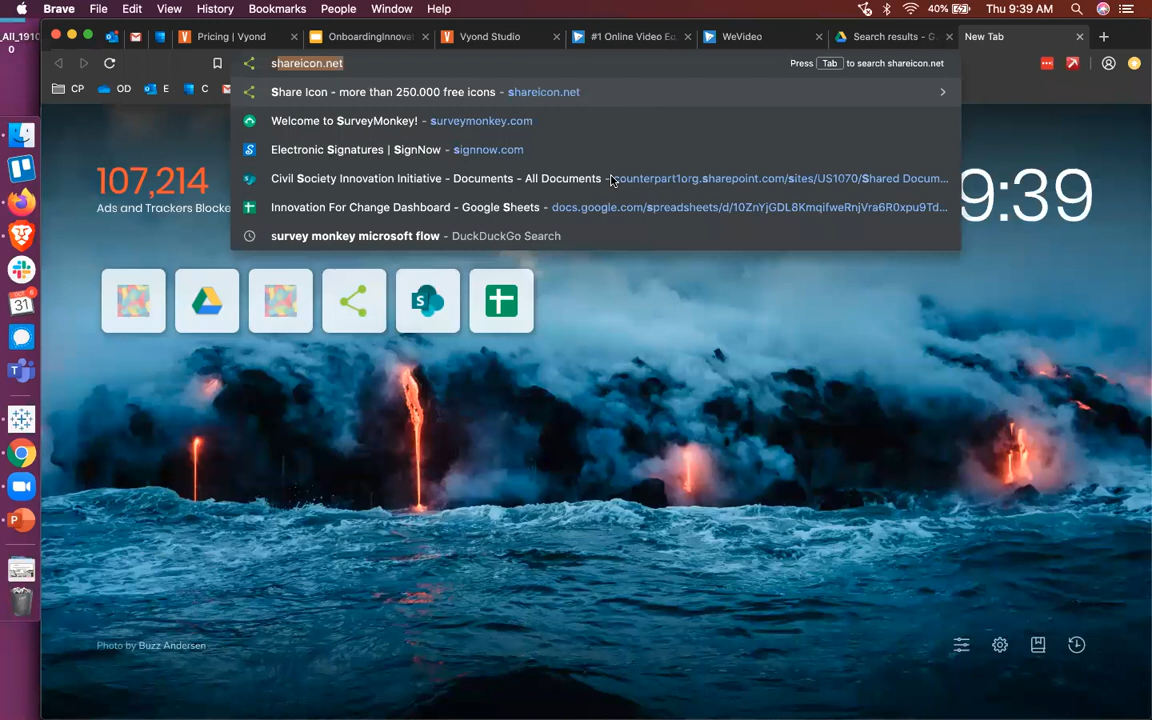 Brave File Edit View History Bookmarks People Window Help 40% Thu 9:39 AM
_All_1910
0
Pricing | Vyond OnboardingInnova Vyond Studio #1 Online Video Ed WeVideo Search results - G New Tab
shareicon.net Press Tab to search shareicon.net
CP OD E C
Share Icon - more than 250.000 free icons - shareicon.net
Welcome to SurveyMonkey! - surveymonkey.com
Electronic Signatures | SignNow - signnow.com
Civil Society Innovation Initiative - Documents - All Documents - counterpart1org.sharepoint.com/sites/US1070/Shared Docum...
Innovation For Change Dashboard - Google Sheets - docs.google.com/spreadsheets/d/10ZnYjGDL8KmqifweRnjVra6R0xpu9Td...
survey monkey microsoft flow - DuckDuckGo Search
107,214
Ads and Trackers Blocke
9:39
31
Photo by Buzz Andersen